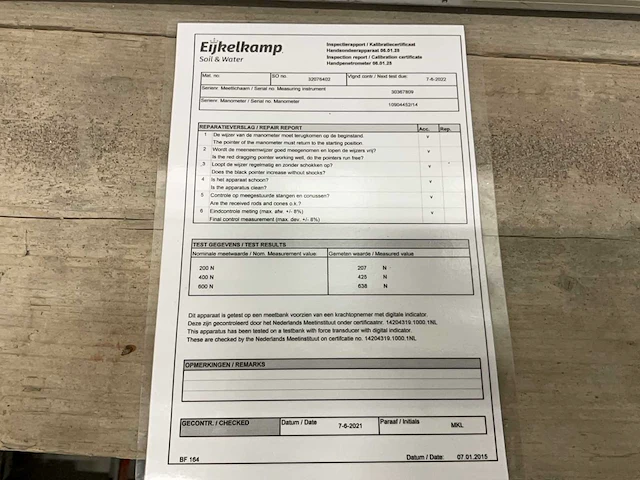 Eijkelkamp
Soil & Water
Inspectierapport / Kalibratiecertificaat
Handsondeerapparaat 06.01.25
Inspection report / Calibration certificate
Handpenetrometer 06.01.25
Mat. no: SO no 32076402 Vlgnd contr / Next test due: 7-6-2022
Serienr. Meetlichaam / Serial no. Measuring Instrument 30367809
Serienr. Manometer / Serial no. Manometer 10904452/14
REPARATIEVERSLAG / REPAIR REPORT Acc. Rep.
1 De wijzer van de manometer moet terugkomen op de beginstand. v
The pointer of the manometer must return to the starting position.
2 Wordt de meeneemwijzer goed meegenomen en lopen de wijzers vrij? v
Is the red dragging pointer working well, do the pointers run free?
3 Loopt de wijzer regelmatig en zonder schokken op? v
Does the black pointer increase without shocks?
4 Is het apparaat schoon? v
Is the apparatus clean?
5 Controle op meegestuurde stangen en conussen? v
Are the received rods and cones o.k.?
6 Eindcontrole meting (max. afw. +/- 8%) v
Final control measurement (max. dev. +/- 8%)
TEST GEGEVENS / TEST RESULTS
Nominale meetwaarde / Nom. Measurement value: Gemeten waarde / Measured value
200 N 207 N
400 N 425 N
600 N 638 N
Dit apparaat is getest op een meetbank voorzien van een krachtopnemer met digitale indicator.
Deze zijn gecontroleerd door het Nederlands Meetinstituut onder certificaatnr. 14204319.1000.1NL
This apparatus has been tested on a testbank with force transducer with digital indicator.
These are checked by the Nederlands Meetinstituut on certifcatie no. 14204319.1000.1NL
OPMERKINGEN / REMARKS
GECONTR. / CHECKED Datum / Date 7-6-2021 Paraaf / Initials MKL
BF 164 Datum / Date: 07.01.2015